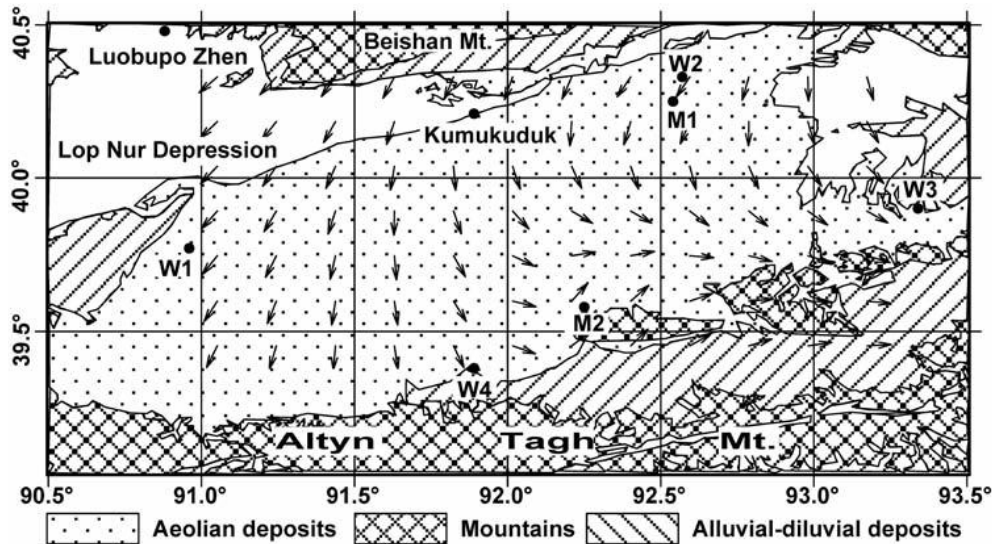 40.5°
Luobupo Zhen
Beishan Mt.
W2
M1
Kumukuduk
Lop Nur Depression
40.0°
W3
W1
M2
39.5°
W4
Altyn Tagh Mt.
90.5° 91.0° 91.5° 92.0° 92.5° 93.0° 93.5°
Aeolian deposits Mountains Alluvial-diluvial deposits